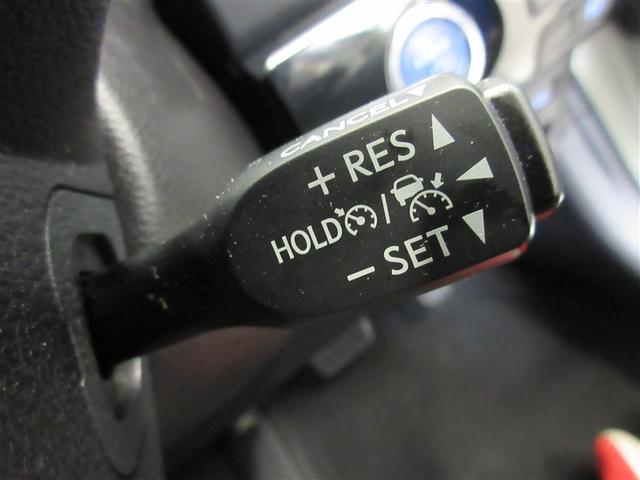 CANCEL
+ RES
HOLD /
− SET